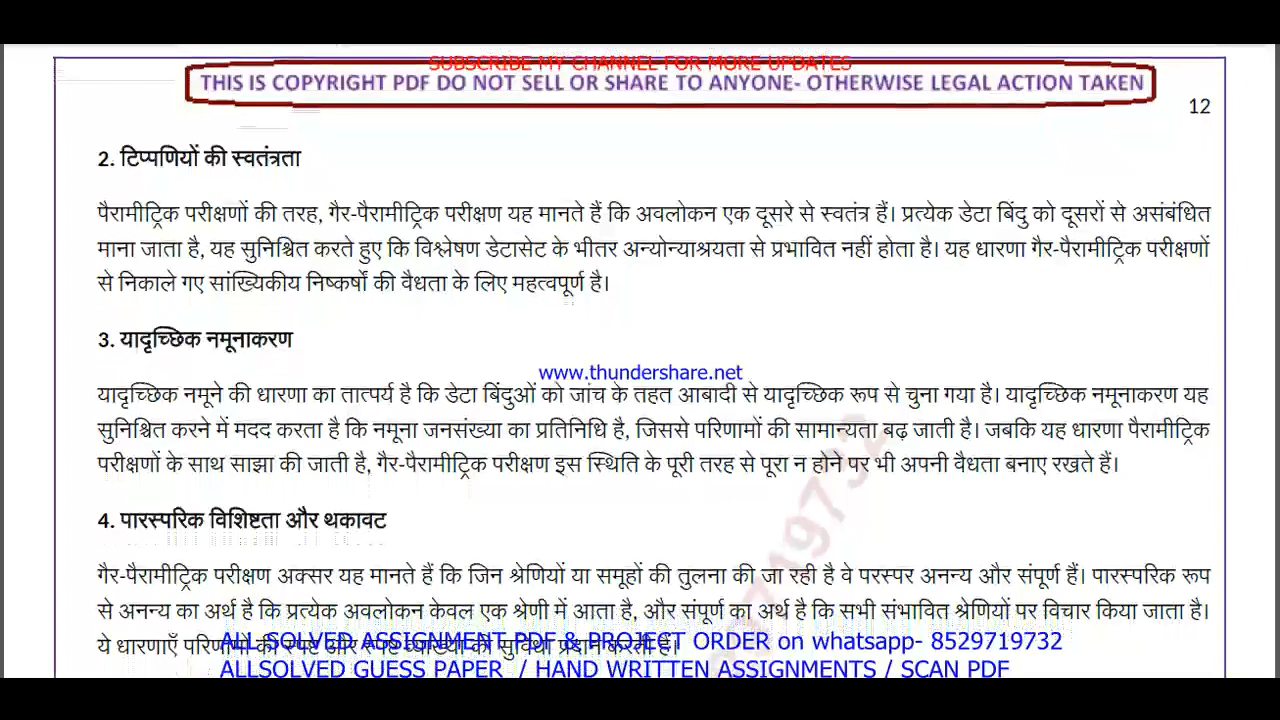 SUBSCRIBE MY CHANNEL FOR MORE UPDATES
THIS IS COPYRIGHT PDF DO NOT SELL OR SHARE TO ANYONE- OTHERWISE LEGAL ACTION TAKEN
12
2. टिप्पणियों की स्वतंत्रता
पैरामीट्रिक परीक्षणों की तरह, गैर-पैरामीट्रिक परीक्षण यह मानते हैं कि अवलोकन एक दूसरे से स्वतंत्र हैं। प्रत्येक डेटा बिंदु को दूसरों से असंबंधित
माना जाता है, यह सुनिश्चित करते हुए कि विश्लेषण डेटासेट के भीतर अन्योन्याश्रयता से प्रभावित नहीं होता है। यह धारणा गैर-पैरामीट्रिक परीक्षणों
से निकाले गए सांख्यिकीय निष्कर्षों की वैधता के लिए महत्वपूर्ण है।
3. यादृच्छिक नमूनाकरण
www.thundershare.net
यादृच्छिक नमूने की धारणा का तात्पर्य है कि डेटा बिंदुओं को जांच के तहत आबादी से यादृच्छिक रूप से चुना गया है। यादृच्छिक नमूनाकरण यह
सुनिश्चित करने में मदद करता है कि नमूना जनसंख्या का प्रतिनिधि है, जिससे परिणामों की सामान्यता बढ़ जाती है। जबकि यह धारणा पैरामीट्रिक
परीक्षणों के साथ साझा की जाती है, गैर-पैरामीट्रिक परीक्षण इस स्थिति के पूरी तरह से पूरा न होने पर भी अपनी वैधता बनाए रखते हैं।
4. पारस्परिक विशिष्टता और थकावट
गैर-पैरामीट्रिक परीक्षण अक्सर यह मानते हैं कि जिन श्रेणियों या समूहों की तुलना की जा रही है वे परस्पर अनन्य और संपूर्ण हैं। पारस्परिक रूप
से अनन्य का अर्थ है कि प्रत्येक अवलोकन केवल एक श्रेणी में आता है, और संपूर्ण का अर्थ है कि सभी संभावित श्रेणियों पर विचार किया जाता है।
ये धारणाएँ परिणामों की स्पष्ट और व्याख्या की सुविधा प्रदान करती हैं।
ALL SOLVED ASSIGNMENT PDF & PROJECT ORDER on whatsapp- 8529719732
ALLSOLVED GUESS PAPER / HAND WRITTEN ASSIGNMENTS / SCAN PDF